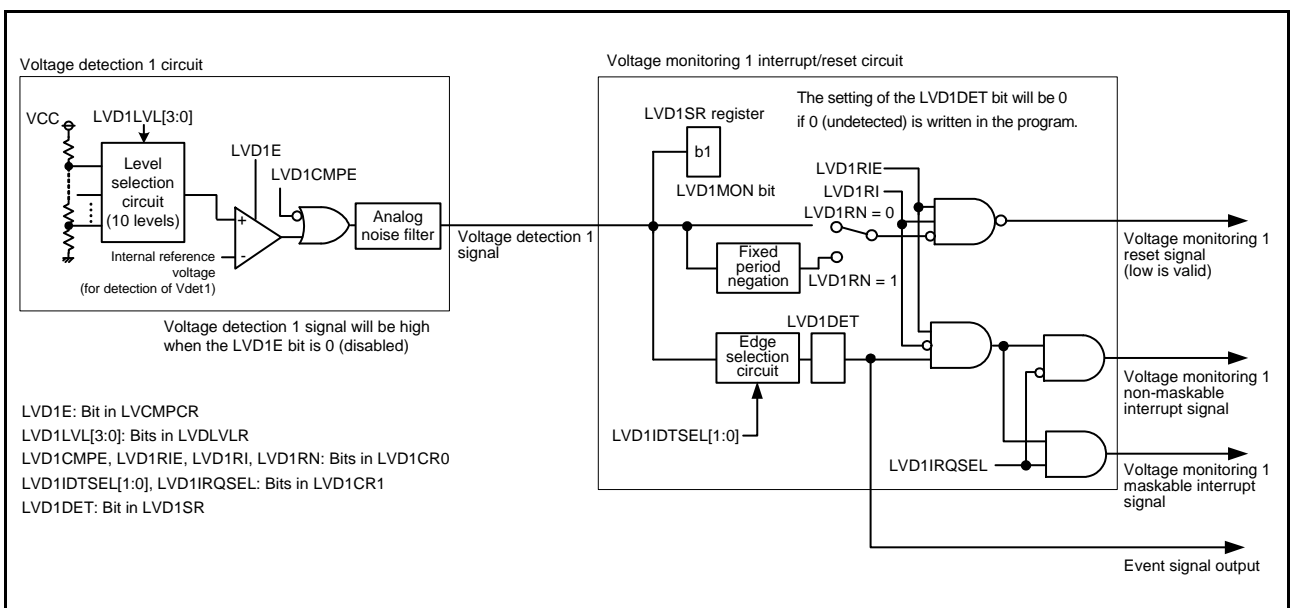 Voltage detection 1 circuit
VCC
LVD1LVL[3:0]
Level
selection
circuit
(10 levels)
LVD1E
LVD1CMPE
+
-
Internal reference
voltage
(for detection of Vdet1)
Analog
noise filter
Voltage detection 1
signal
Voltage detection 1 signal will be high
when the LVD1E bit is 0 (disabled)
Voltage monitoring 1 interrupt/reset circuit
The setting of the LVD1DET bit will be 0
if 0 (undetected) is written in the program.
LVD1SR register
b1
LVD1MON bit
LVD1RIE
LVD1RI
LVD1RN = 0
Fixed
period
negation
LVD1RN = 1
LVD1DET
Edge
selection
circuit
LVD1IDTSEL[1:0]
LVD1IRQSEL
Voltage monitoring 1
reset signal
(low is valid)
Voltage monitoring 1
non-maskable
interrupt signal
Voltage monitoring 1
maskable interrupt
signal
Event signal output
LVD1E: Bit in LVCMPCR
LVD1LVL[3:0]: Bits in LVDLVLR
LVD1CMPE, LVD1RIE, LVD1RI, LVD1RN: Bits in LVD1CR0
LVD1IDTSEL[1:0], LVD1IRQSEL: Bits in LVD1CR1
LVD1DET: Bit in LVD1SR